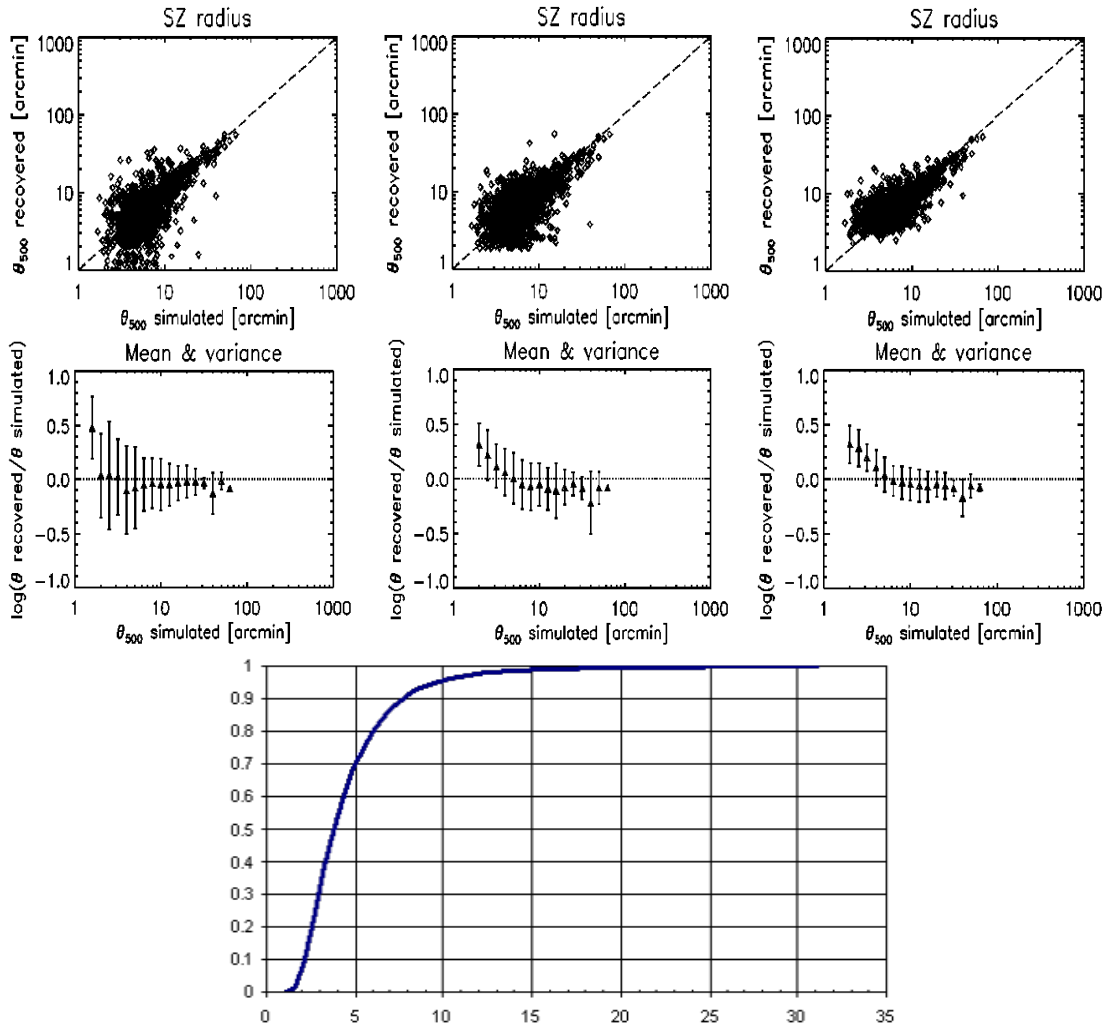 SZ radius
SZ radius
SZ radius
θ500 recovered [arcmin]
1000
100
10
1
1 10 100 1000
θ500 simulated [arcmin]
θ500 recovered [arcmin]
1000
100
10
1
1 10 100 1000
θ500 simulated [arcmin]
θ500 recovered [arcmin]
1000
100
10
1
1 10 100 1000
θ500 simulated [arcmin]
Mean & variance
Mean & variance
Mean & variance
log(θ recovered/θ simulated)
1.0
0.5
0.0
−0.5
−1.0
1 10 100 1000
θ500 simulated [arcmin]
log(θ recovered/θ simulated)
1.0
0.5
0.0
−0.5
−1.0
1 10 100 1000
θ500 simulated [arcmin]
log(θ recovered/θ simulated)
1.0
0.5
0.0
−0.5
−1.0
1 10 100 1000
θ500 simulated [arcmin]
1
0.9
0.8
0.7
0.6
0.5
0.4
0.3
0.2
0.1
0
0 5 10 15 20 25 30 35